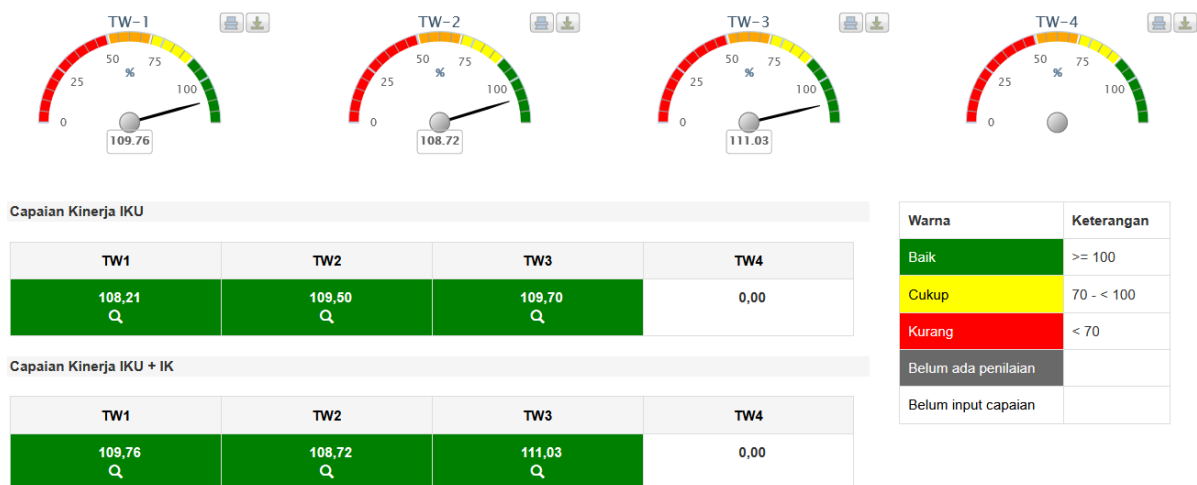 TW-1
0
25
50
75
100
%
109.76
TW-2
0
25
50
75
100
%
108.72
TW-3
0
25
50
75
100
%
111.03
TW-4
0
25
50
75
100
%
Capaian Kinerja IKU
TW1 TW2 TW3 TW4
108,21 109,50 109,70 0,00
Capaian Kinerja IKU + IK
TW1 TW2 TW3 TW4
109,76 108,72 111,03 0,00
Warna Keterangan
Baik >= 100
Cukup 70 - < 100
Kurang < 70
Belum ada penilaian
Belum input capaian